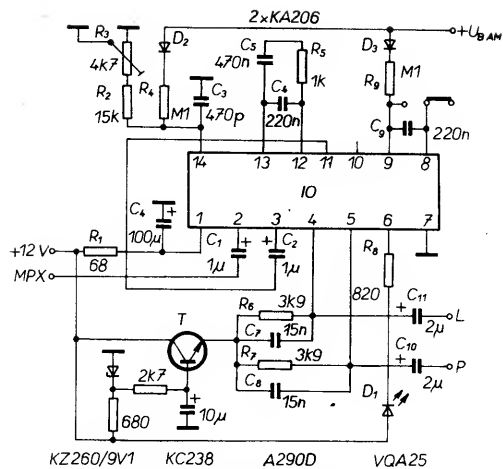 2xKA206
+U BAM
R3
4k7
R2
15k
R4
M1
D2
C3
470p
C5
470n
R5
1k
C4
220n
D3
R9
M1
C9
220n
14 13 12 11 10 9 8
IO
1 2 3 4 5 6 7
C4
100µ
+
+12 V
R1
68
MPX
C1
1µ
+
+
C2
1µ
R8
820
T
R6
3k9
C7
15n
R7
3k9
C8
15n
+
C11
2µ
L
+
C10
2µ
P
D1
2k7
680
+
10µ
KZ260/9V1 KC238 A290D VQA25